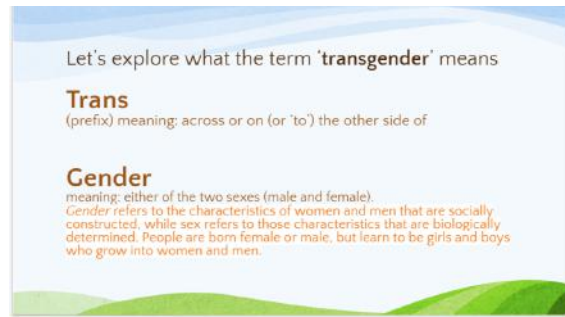 Let's explore what the term 'transgender' means
Trans
(prefix) meaning: across or on (or 'to') the other side of
Gender
meaning: either of the two sexes (male and female).
Gender refers to the characteristics of women and men that are socially
constructed, while sex refers to those characteristics that are biologically
determined. People are born female or male, but learn to be girls and boys
who grow into women and men.